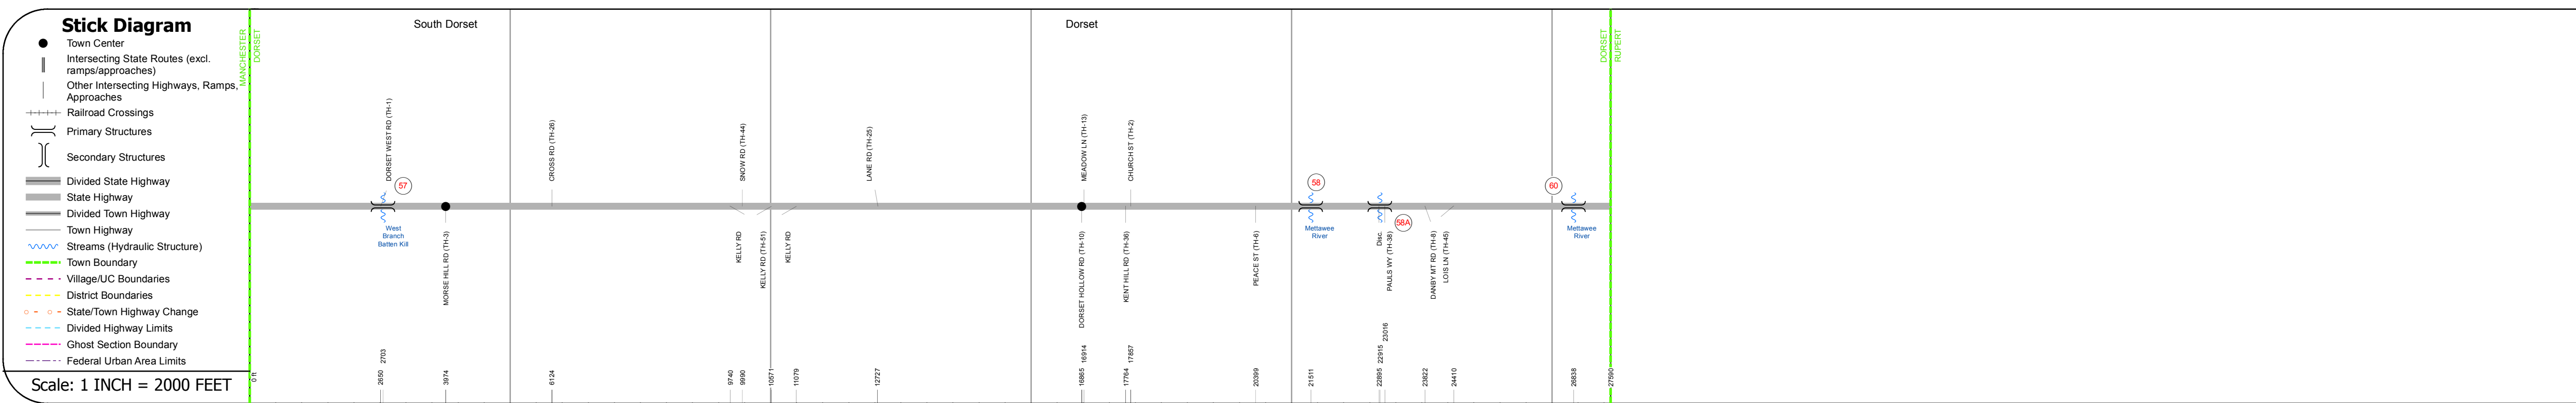 Stick Diagram
Town Center
Intersecting State Routes (excl.
ramps/approaches)
Other Intersecting Highways, Ramps,
Approaches
Railroad Crossings
Primary Structures
Secondary Structures
Divided State Highway
State Highway
Divided Town Highway
Town Highway
Streams (Hydraulic Structure)
Town Boundary
Village/UC Boundaries
District Boundaries
State/Town Highway Change
Divided Highway Limits
Ghost Section Boundary
Federal Urban Area Limits
Scale: 1 INCH = 2000 FEET
MANCHESTER
DORSET
South Dorset
Dorset
DORSET
RUPERT
DORSET WEST RD (TH-1)
CROSS RD (TH-26)
SNOW RD (TH-44)
LANE RD (TH-25)
MEADOW LN (TH-13)
CHURCH ST (TH-2)
57
58
58A
60
West
Branch
Batten Kill
MORSE HILL RD (TH-3)
KELLY RD
KELLY RD (TH-51)
KELLY RD
DORSET HOLLOW RD (TH-10)
KENT HILL RD (TH-36)
PEACE ST (TH-6)
Mettawee
River
Disc.
PAULS WY (TH-38)
DANBY MT RD (TH-8)
LOIS LN (TH-45)
Mettawee
River
0 ft
2650
2703
3974
6124
9740
9990
10571
11079
12727
16865
16914
17764
17857
20399
21511
22895
22915
23016
23822
24410
26838
27590